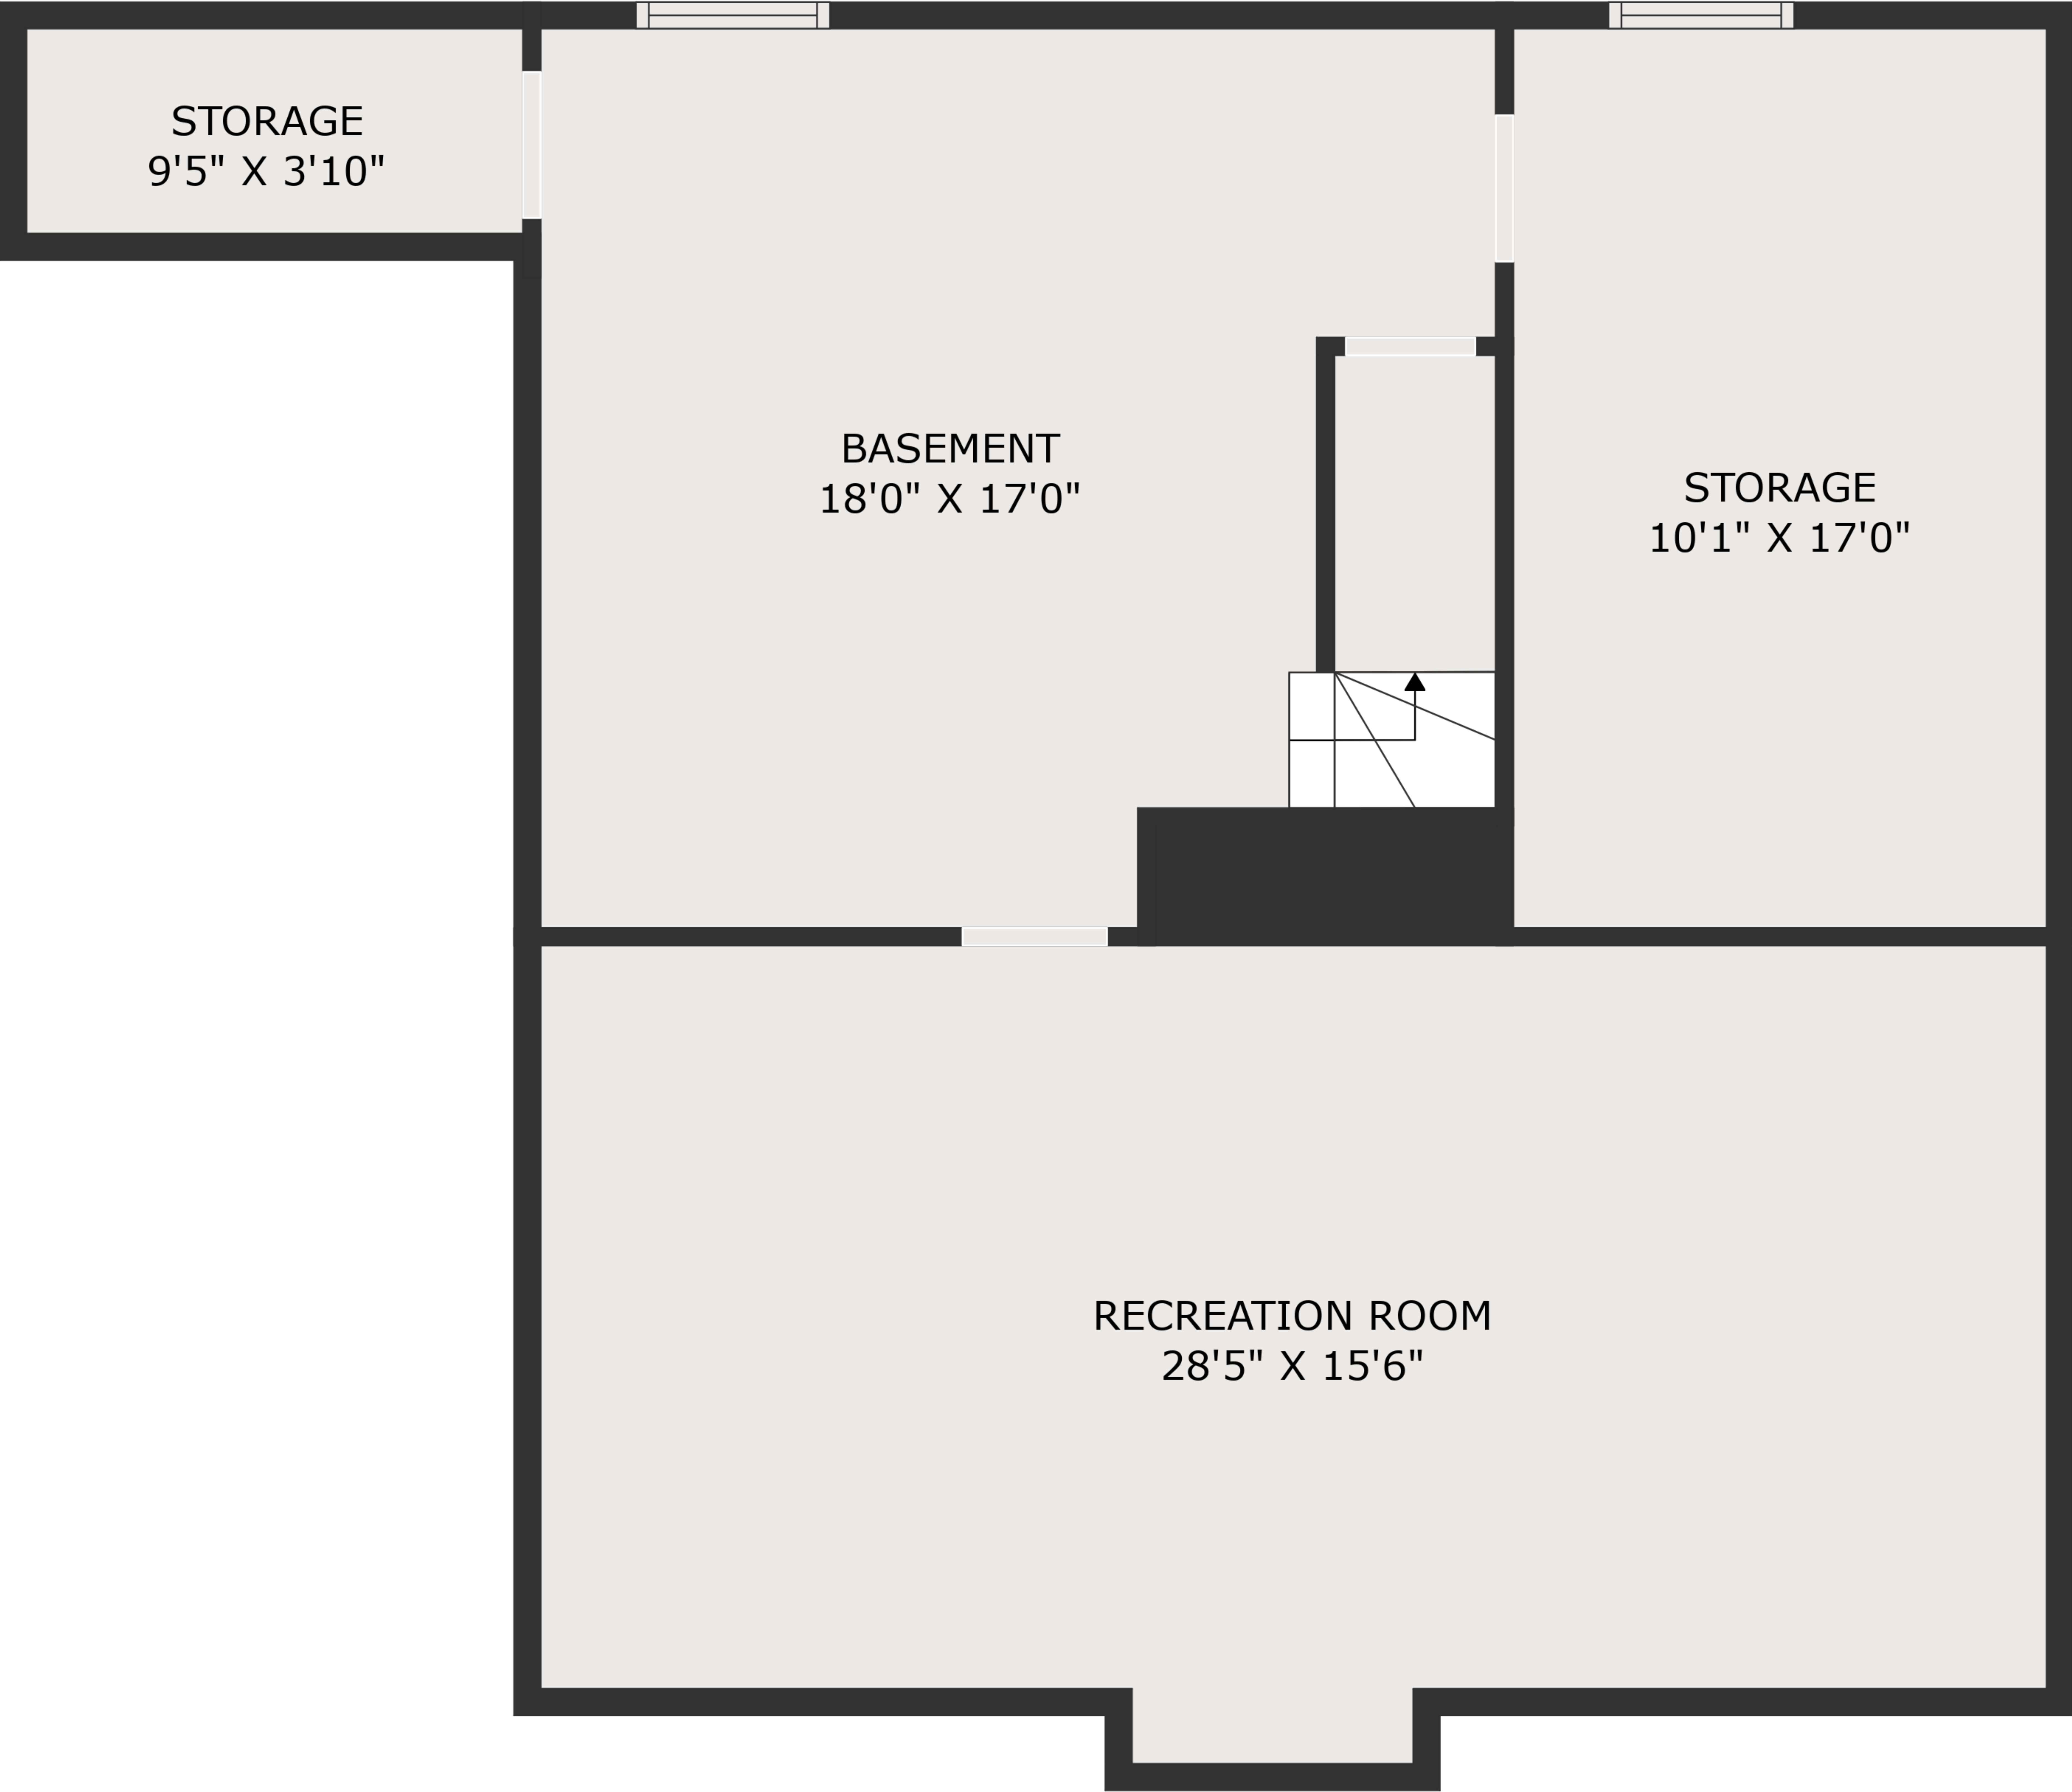 STORAGE
9'5" X 3'10"
BASEMENT
18'0" X 17'0"
STORAGE
10'1" X 17'0"
RECREATION ROOM
28'5" X 15'6"